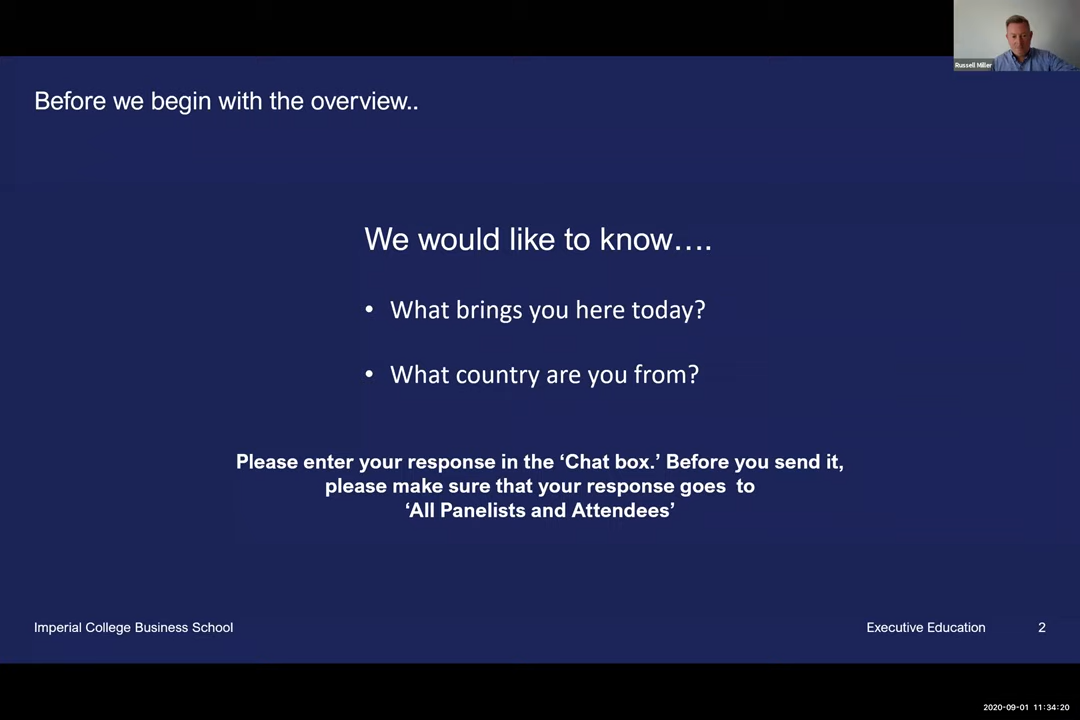 Russell Miller
Before we begin with the overview..
We would like to know….
• What brings you here today?
• What country are you from?
Please enter your response in the ‘Chat box.’ Before you send it,
please make sure that your response goes to
‘All Panelists and Attendees’
Imperial College Business School
Executive Education
2
2020-09-01 11:34:20